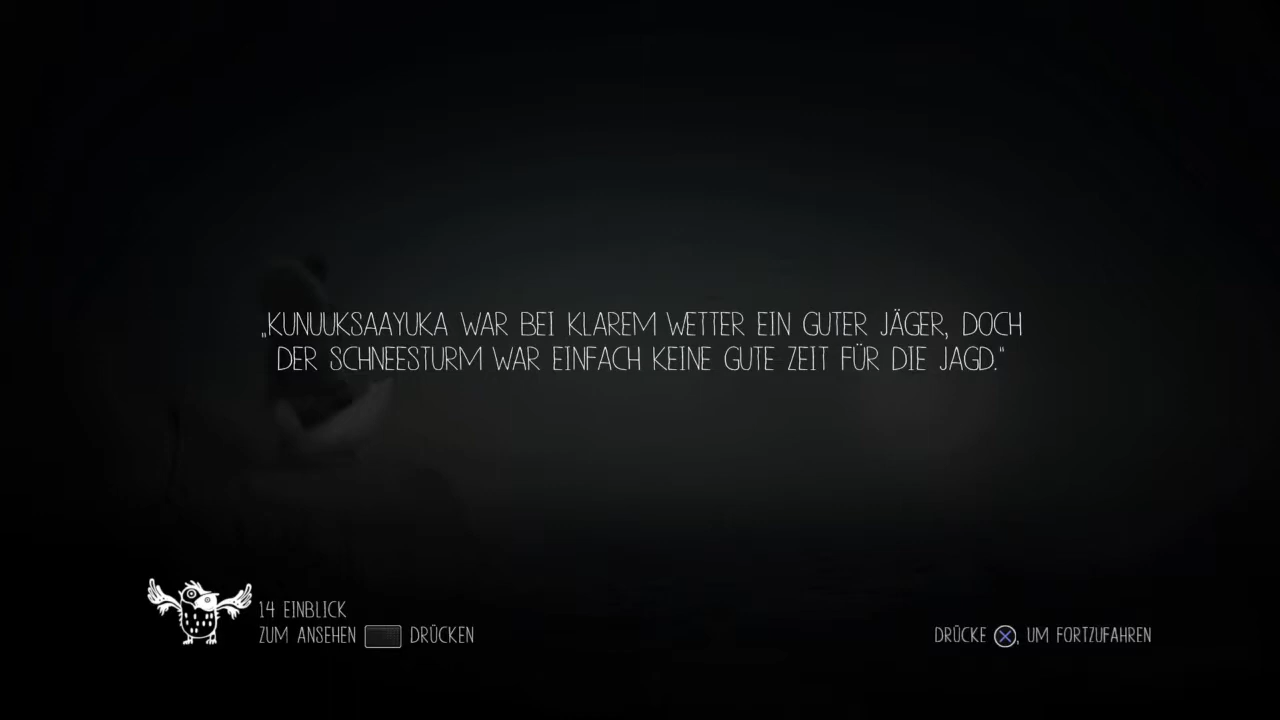 „KUNUUKSAAYUKA WAR BEI KLAREM WETTER EIN GUTER JÄGER, DOCH
DER SCHNEESTURM WAR EINFACH KEINE GUTE ZEIT FÜR DIE JAGD.“
14 EINBLICK
ZUM ANSEHEN DRÜCKEN
DRÜCKE , UM FORTZUFAHREN